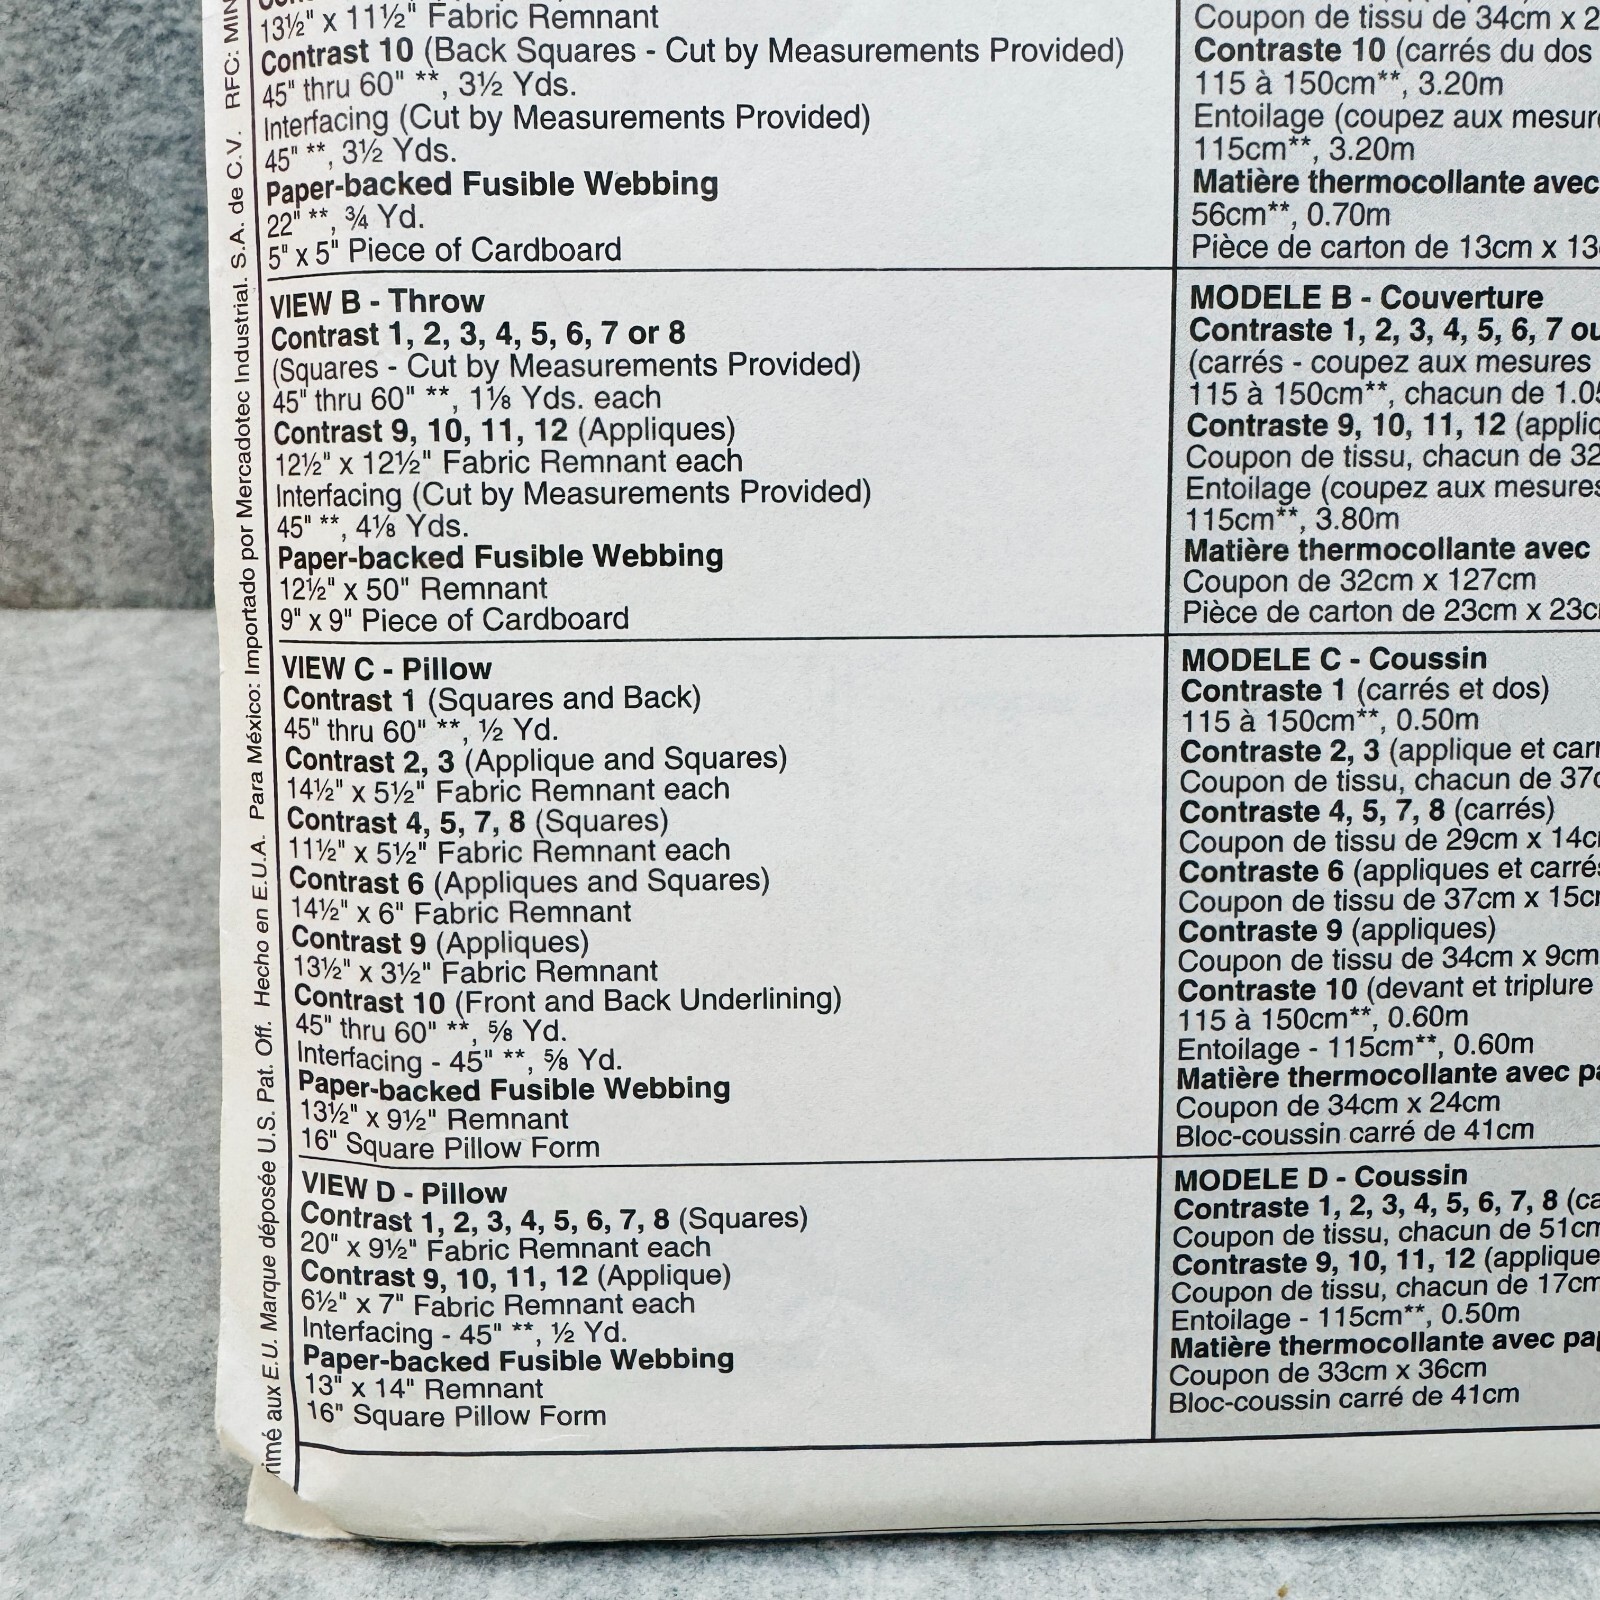 13½" x 11½" Fabric Remnant
Contrast 10 (Back Squares - Cut by Measurements Provided)
45" thru 60" **, 3½ Yds.
Interfacing (Cut by Measurements Provided)
45" **, 3½ Yds.
Paper-backed Fusible Webbing
22" **, ¾ Yd.
5" x 5" Piece of Cardboard
VIEW B - Throw
Contrast 1, 2, 3, 4, 5, 6, 7 or 8
(Squares - Cut by Measurements Provided)
45" thru 60" **, 1⅛ Yds. each
Contrast 9, 10, 11, 12 (Appliques)
12½" x 12½" Fabric Remnant each
Interfacing (Cut by Measurements Provided)
45" **, 4⅛ Yds.
Paper-backed Fusible Webbing
12½" x 50" Remnant
9" x 9" Piece of Cardboard
VIEW C - Pillow
Contrast 1 (Squares and Back)
45" thru 60" **, ½ Yd.
Contrast 2, 3 (Applique and Squares)
14½" x 5½" Fabric Remnant each
Contrast 4, 5, 7, 8 (Squares)
11½" x 5½" Fabric Remnant each
Contrast 6 (Appliques and Squares)
14½" x 6" Fabric Remnant
Contrast 9 (Appliques)
13½" x 3½" Fabric Remnant
Contrast 10 (Front and Back Underlining)
45" thru 60" **, ⅝ Yd.
Interfacing - 45" **, ⅝ Yd.
Paper-backed Fusible Webbing
13½" x 9½" Remnant
16" Square Pillow Form
VIEW D - Pillow
Contrast 1, 2, 3, 4, 5, 6, 7, 8 (Squares)
20" x 9½" Fabric Remnant each
Contrast 9, 10, 11, 12 (Applique)
6½" x 7" Fabric Remnant each
Interfacing - 45" **, ½ Yd.
Paper-backed Fusible Webbing
13" x 14" Remnant
16" Square Pillow Form
Coupon de tissu de 34cm x 2
Contraste 10 (carrés du dos
115 à 150cm**, 3.20m
Entoilage (coupez aux mesur
115cm**, 3.20m
Matière thermocollante avec
56cm**, 0.70m
Pièce de carton de 13cm x 13
MODELE B - Couverture
Contraste 1, 2, 3, 4, 5, 6, 7 ou
(carrés - coupez aux mesures
115 à 150cm**, chacun de 1.05
Contraste 9, 10, 11, 12 (appliq
Coupon de tissu, chacun de 32
Entoilage (coupez aux mesures
115cm**, 3.80m
Matière thermocollante avec
Coupon de 32cm x 127cm
Pièce de carton de 23cm x 23c
MODELE C - Coussin
Contraste 1 (carrés et dos)
115 à 150cm**, 0.50m
Contraste 2, 3 (applique et carr
Coupon de tissu, chacun de 37c
Contraste 4, 5, 7, 8 (carrés)
Coupon de tissu de 29cm x 14c
Contraste 6 (appliques et carrés
Coupon de tissu de 37cm x 15c
Contraste 9 (appliques)
Coupon de tissu de 34cm x 9cm
Contraste 10 (devant et triplure
115 à 150cm**, 0.60m
Entoilage - 115cm**, 0.60m
Matière thermocollante avec pa
Coupon de 34cm x 24cm
Bloc-coussin carré de 41cm
MODELE D - Coussin
Contraste 1, 2, 3, 4, 5, 6, 7, 8 (ca
Coupon de tissu, chacun de 51cm
Contraste 9, 10, 11, 12 (applique
Coupon de tissu, chacun de 17cm
Entoilage - 115cm**, 0.50m
Matière thermocollante avec pap
Coupon de 33cm x 36cm
Bloc-coussin carré de 41cm
rimé aux E.U. Marque déposée U.S. Pat. Off. Hecho en E.U.A. Para México: Importado por Mercadotec Industrial. S.A. de C.V. RFC: MIN